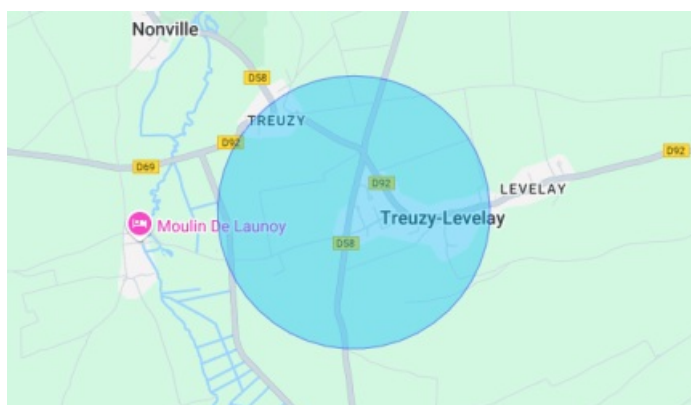 Nonville
D58
TREUZY
D92
D92
D69
D92
LEVELAY
Treuzy-Levelay
Moulin De Launoy
D58